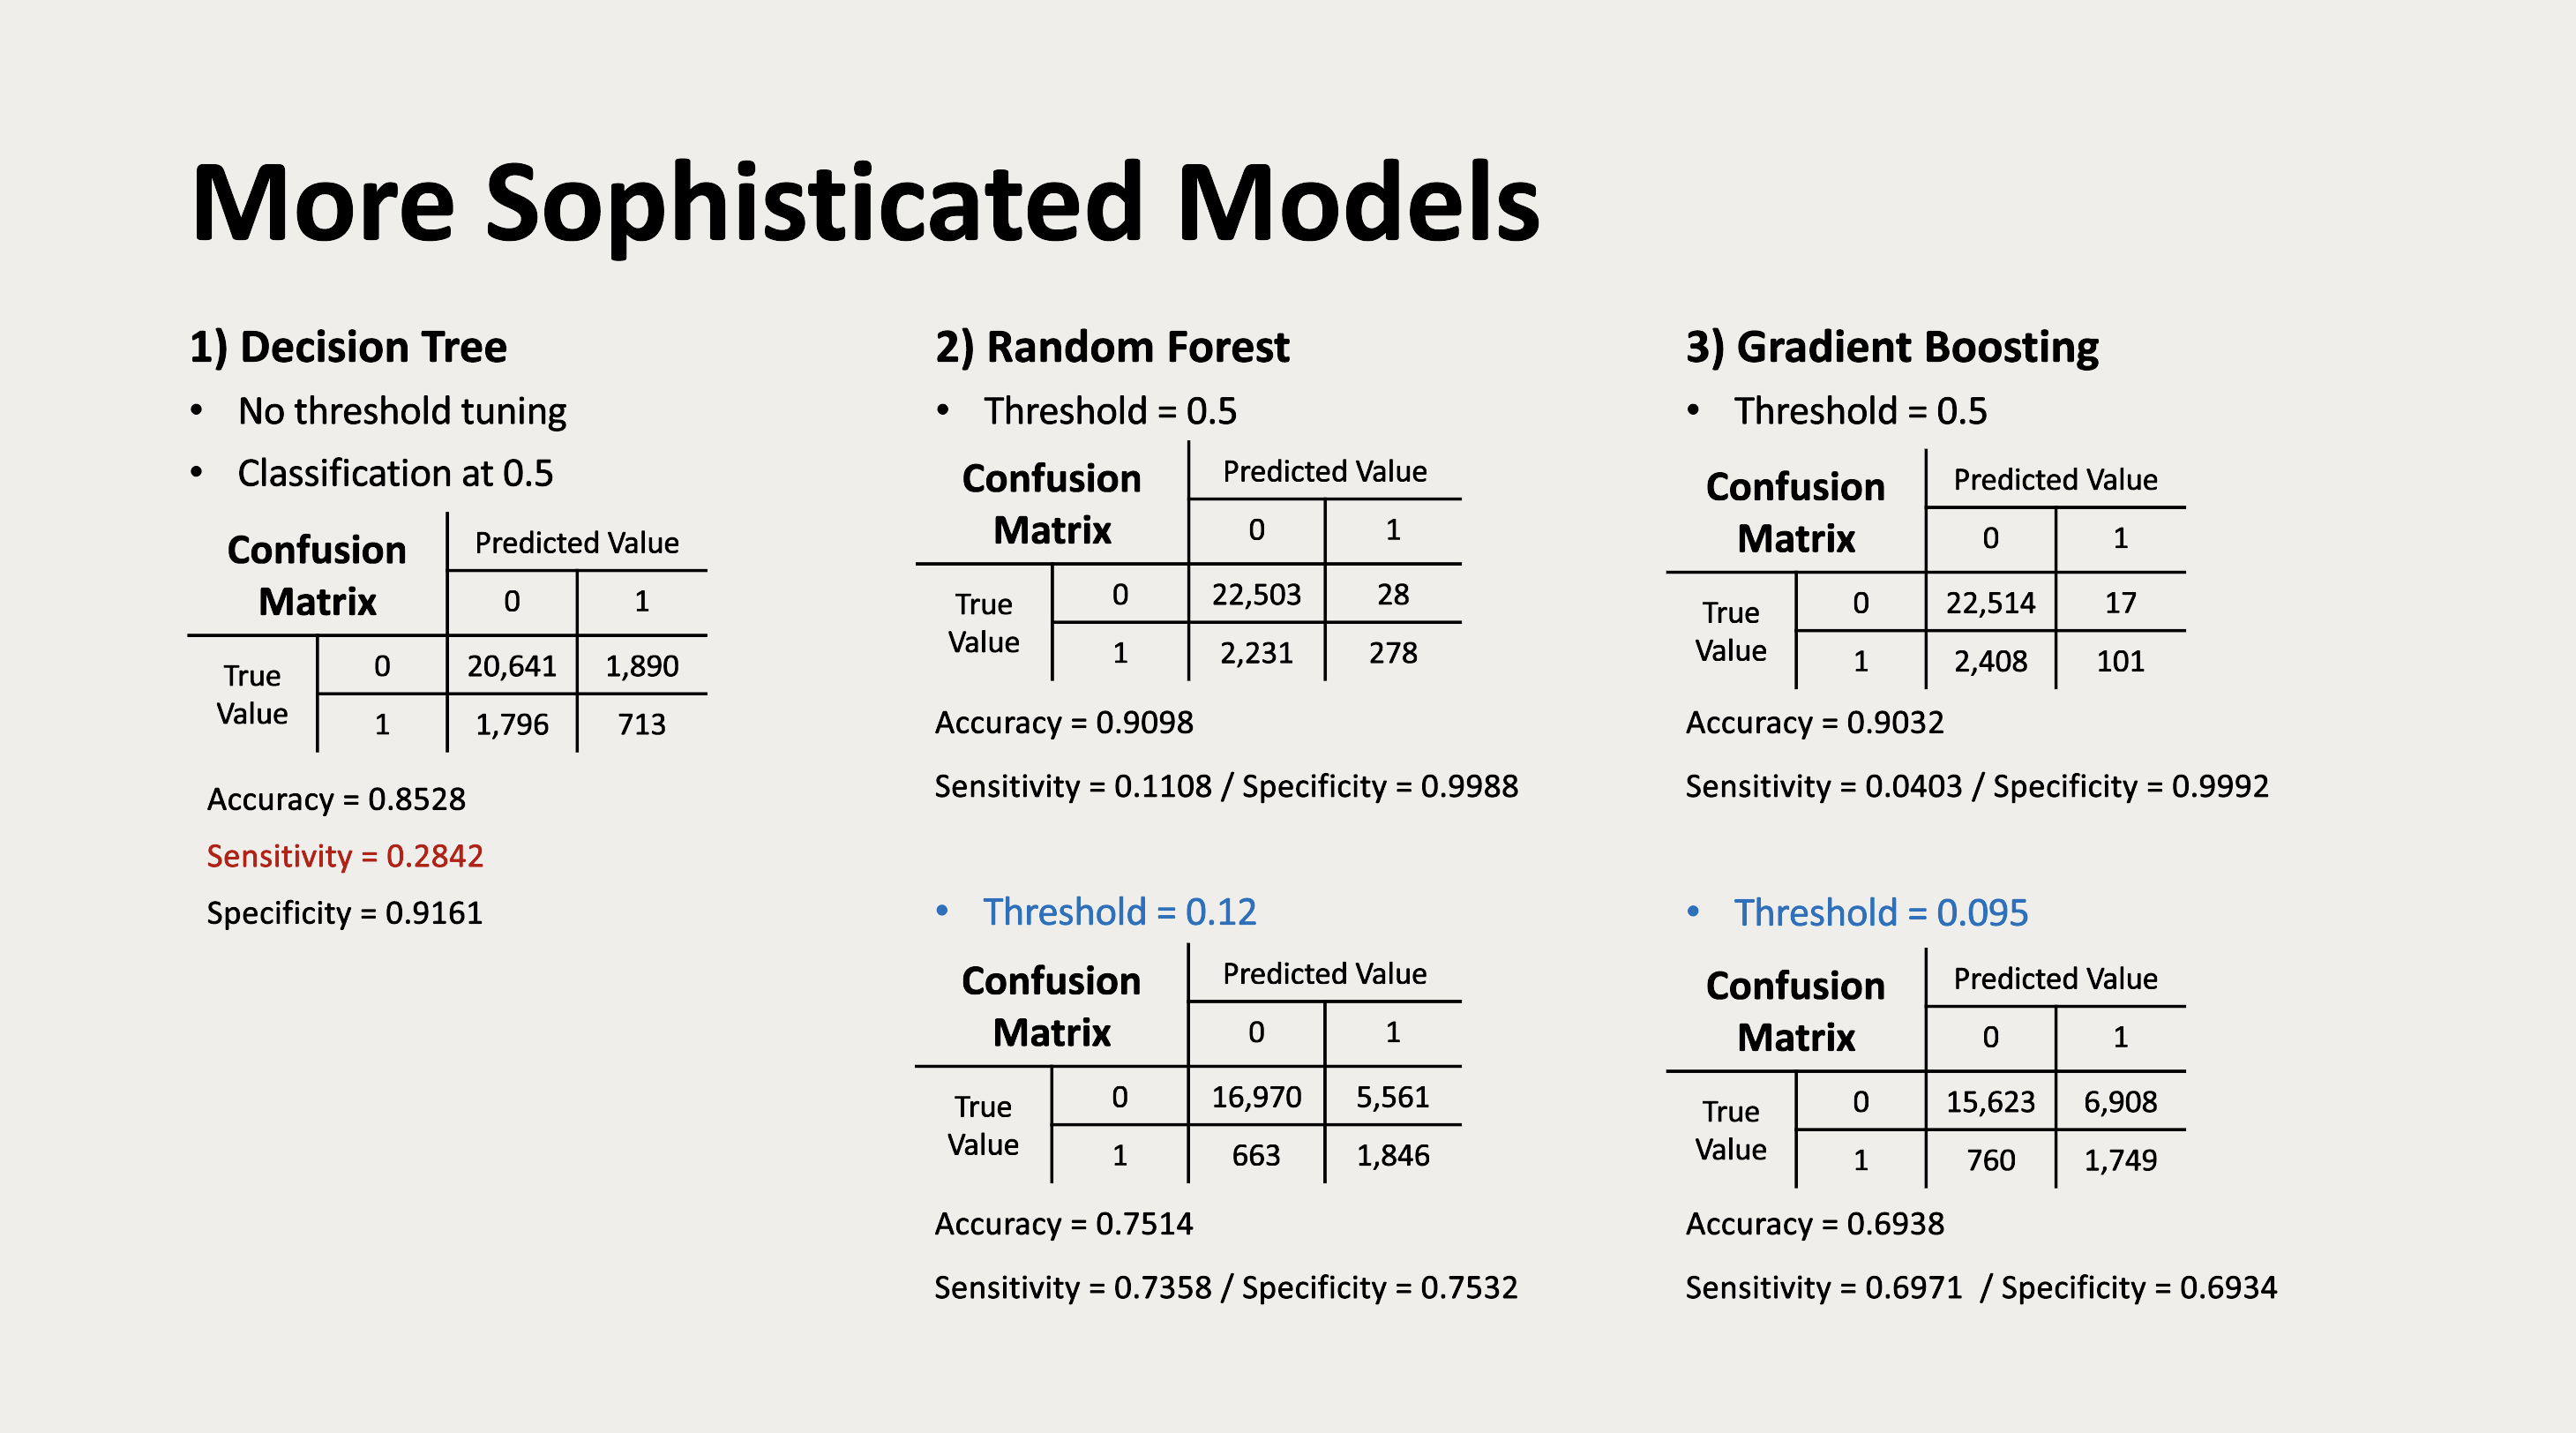 More Sophisticated Models
1) Decision Tree
• No threshold tuning
• Classification at 0.5
Confusion Matrix
Predicted Value
0 1
True Value
0 20,641 1,890
1 1,796 713
Accuracy = 0.8528
Sensitivity = 0.2842
Specificity = 0.9161
2) Random Forest
• Threshold = 0.5
Confusion Matrix
Predicted Value
0 1
True Value
0 22,503 28
1 2,231 278
Accuracy = 0.9098
Sensitivity = 0.1108 / Specificity = 0.9988
• Threshold = 0.12
Confusion Matrix
Predicted Value
0 1
True Value
0 16,970 5,561
1 663 1,846
Accuracy = 0.7514
Sensitivity = 0.7358 / Specificity = 0.7532
3) Gradient Boosting
• Threshold = 0.5
Confusion Matrix
Predicted Value
0 1
True Value
0 22,514 17
1 2,408 101
Accuracy = 0.9032
Sensitivity = 0.0403 / Specificity = 0.9992
• Threshold = 0.095
Confusion Matrix
Predicted Value
0 1
True Value
0 15,623 6,908
1 760 1,749
Accuracy = 0.6938
Sensitivity = 0.6971 / Specificity = 0.6934